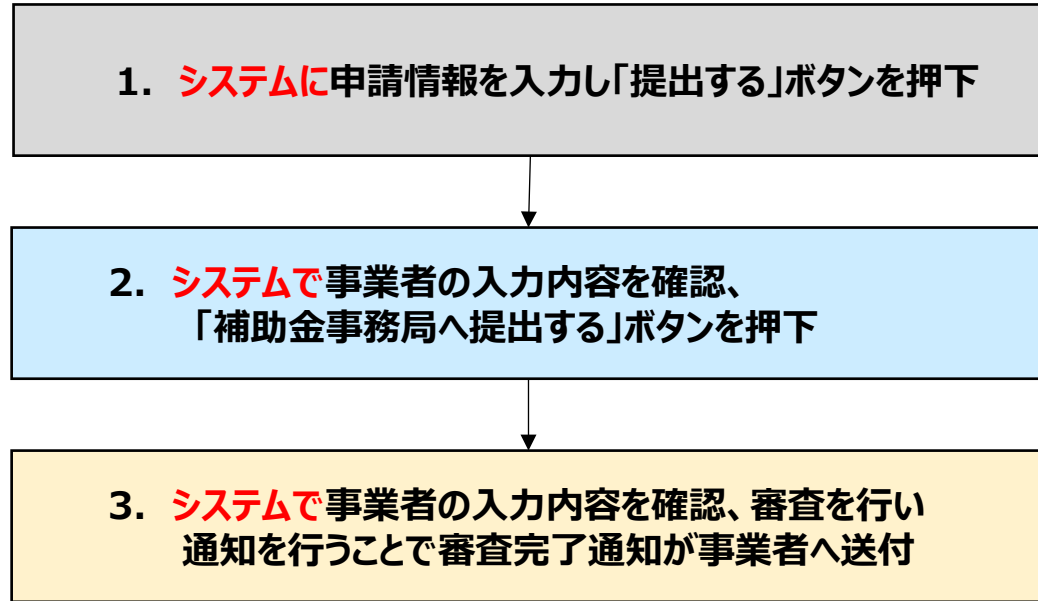 1. システムに申請情報を入力し「提出する」ボタンを押下
2. システムで事業者の入力内容を確認、
「補助金事務局へ提出する」ボタンを押下
3. システムで事業者の入力内容を確認、審査を行い
通知を行うことで審査完了通知が事業者へ送付